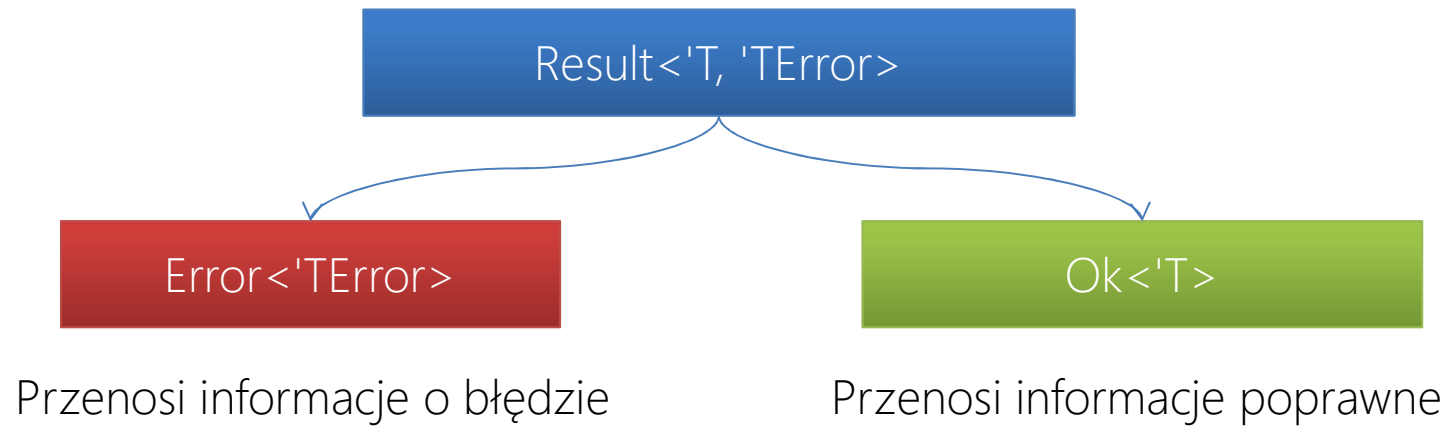 Result<'T, 'TError>
Error<'TError>
Ok<'T>
Przenosi informacje o błędzie
Przenosi informacje poprawne